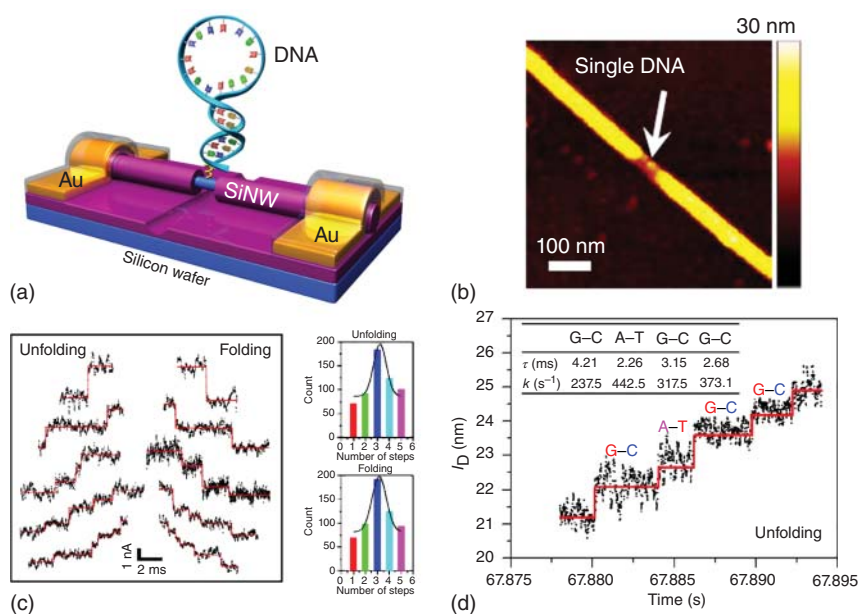 DNA
Au
SiNW
Au
Silicon wafer
(a)
30 nm
Single DNA
100 nm
(b)
Unfolding
Folding
1 nA
2 ms
Unfolding
200
150
100
50
0
Count
0 1 2 3 4 5 6
Number of steps
Folding
200
150
100
50
0
Count
0 1 2 3 4 5 6
Number of steps
(c)
27
26
25
24
23
22
21
20
I_D (nm)
G–C A–T G–C G–C
τ (ms) 4.21 2.26 3.15 2.68
k (s⁻¹) 237.5 442.5 317.5 373.1
G–C
A–T
G–C
G–C
Unfolding
67.875 67.880 67.885 67.890 67.895
Time (s)
(d)